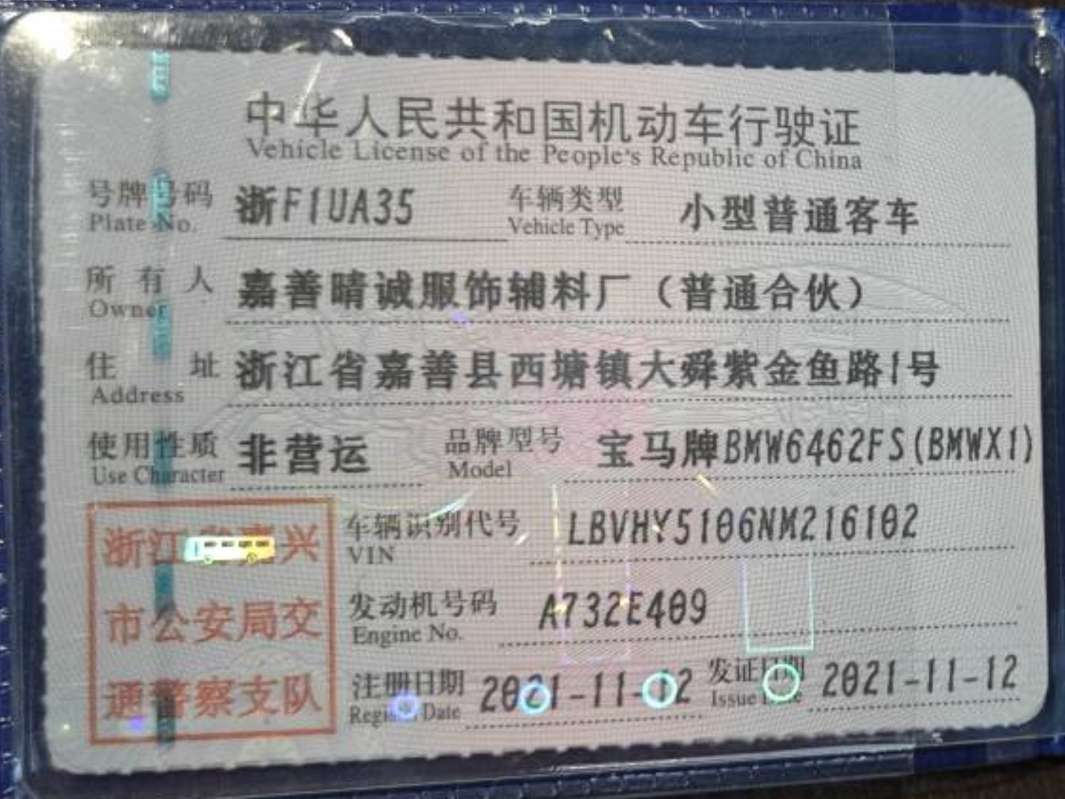 中华人民共和国机动车行驶证
Vehicle License of the People's Republic of China
号牌号码 浙F1UA35 车辆类型 小型普通客车
Plate No. Vehicle Type
所有人 嘉善晴诚服饰辅料厂（普通合伙）
Owner
住址 浙江省嘉善县西塘镇大舜紫金鱼路1号
Address
使用性质 非营运 品牌型号 宝马牌BMW6462FS(BMWX1)
Use Character Model
浙江省嘉兴
市公安局交
通警察支队
车辆识别代号 LBVHY5106NM216102
VIN
发动机号码 A732E409
Engine No.
注册日期 2021-11-12 发证日期 2021-11-12
Register Date Issue Date